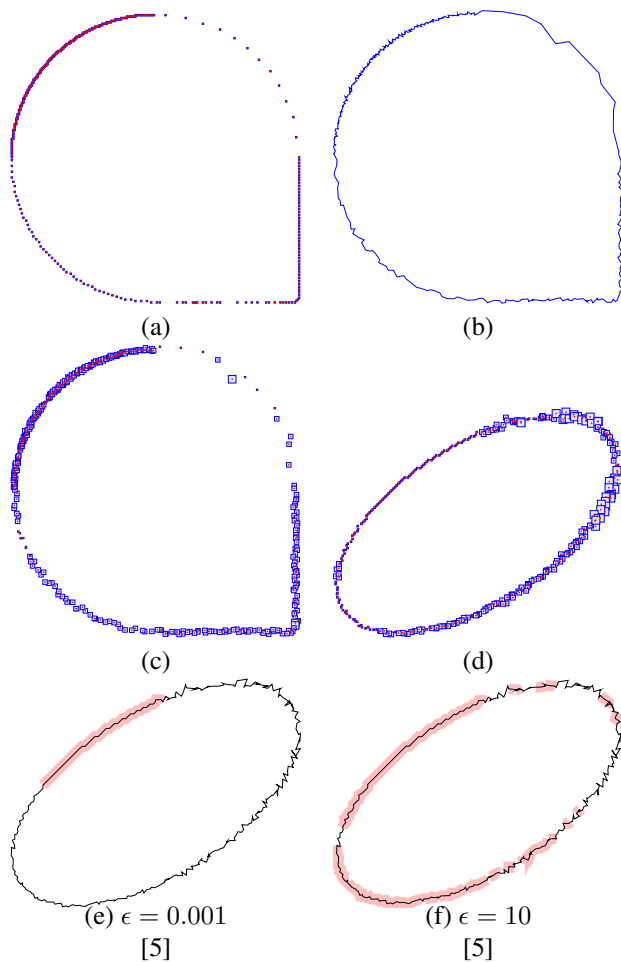 (a)
(b)
(c)
(d)
(e) ϵ = 0.001
[5]
(f) ϵ = 10
[5]